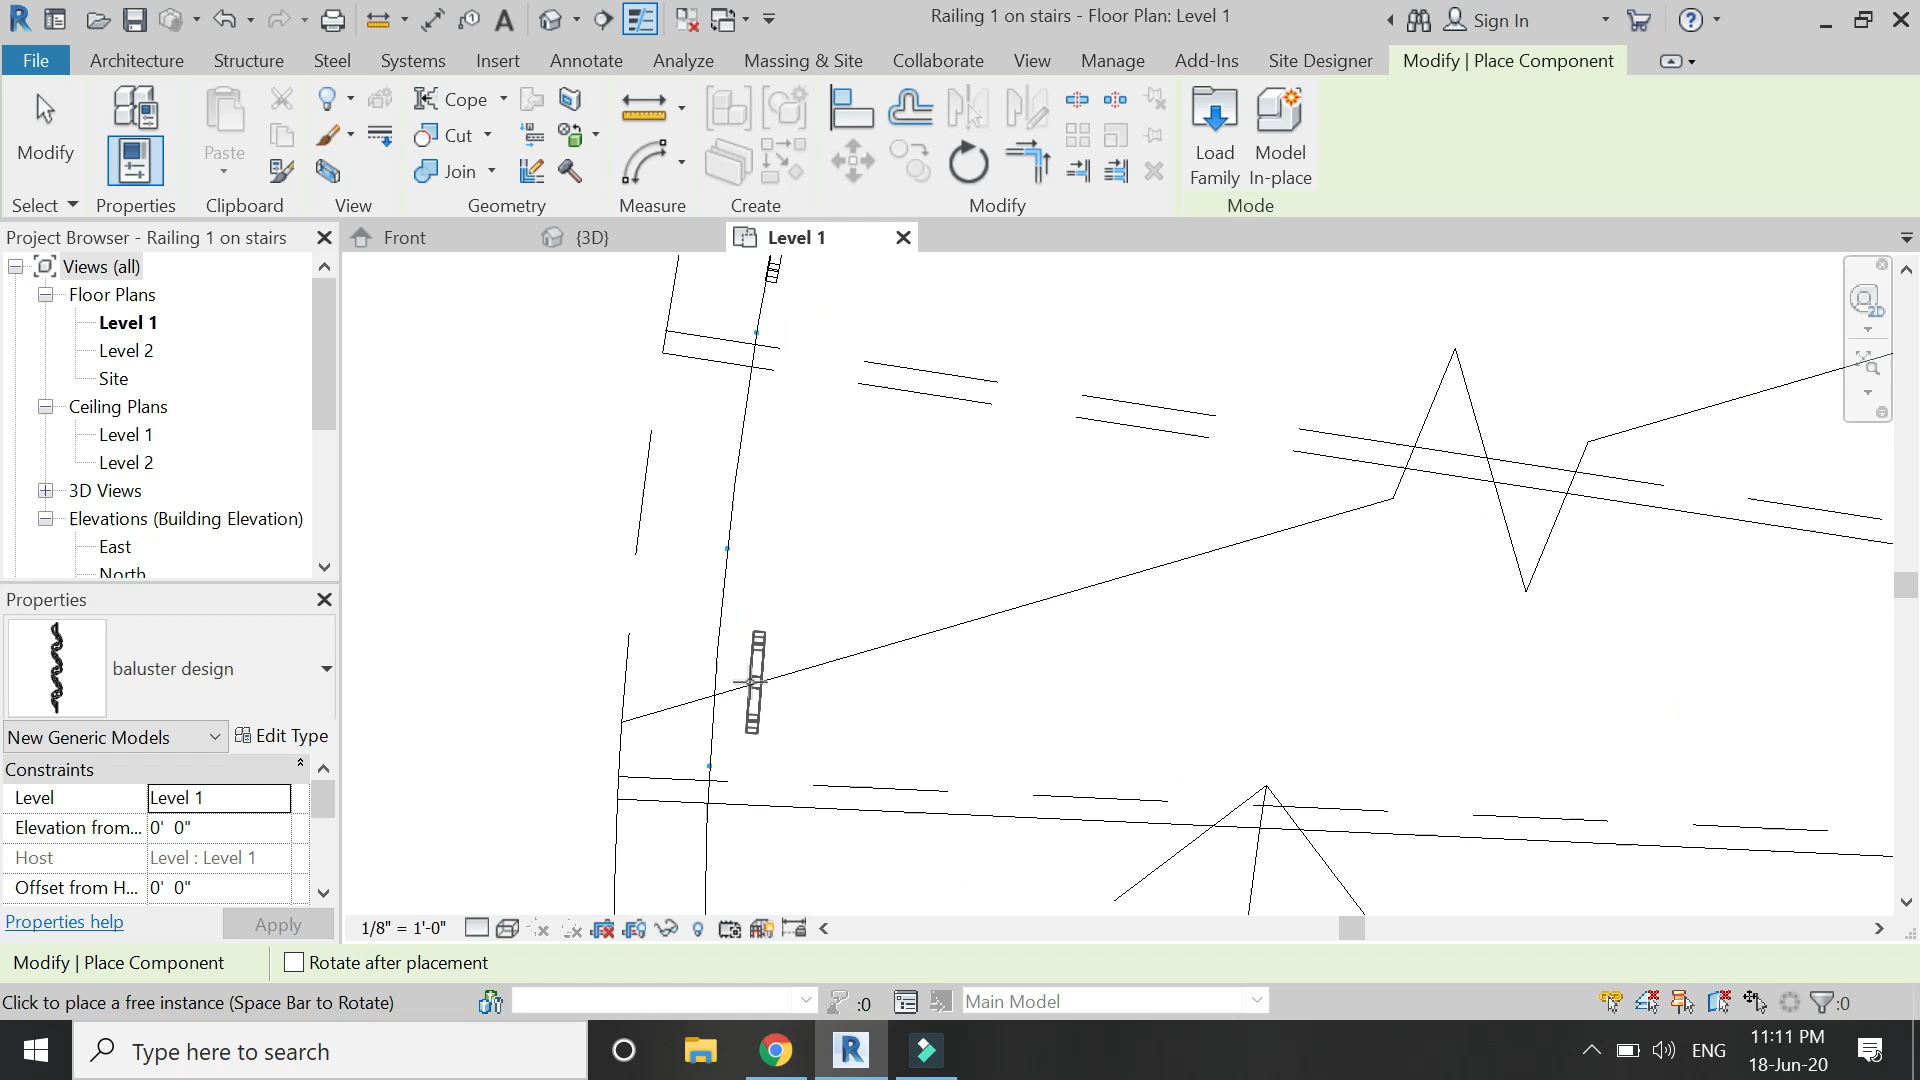 Railing 1 on stairs - Floor Plan: Level 1
Sign In
File
Architecture
Structure
Steel
Systems
Insert
Annotate
Analyze
Massing & Site
Collaborate
View
Manage
Add-Ins
Site Designer
Modify | Place Component
Modify
Paste
Cope
Cut
Join
Load Family
Model In-place
Select
Properties
Clipboard
View
Geometry
Measure
Create
Modify
Mode
Project Browser - Railing 1 on stairs
Front
{3D}
Level 1
Views (all)
Floor Plans
Level 1
Level 2
Site
Ceiling Plans
Level 1
Level 2
3D Views
Elevations (Building Elevation)
East
North
2D
Properties
baluster design
New Generic Models
Edit Type
Constraints
Level
Level 1
Elevation from...
0' 0"
Host
Level : Level 1
Offset from H...
0' 0"
Properties help
Apply
1/8" = 1'-0"
Modify | Place Component
Rotate after placement
Click to place a free instance (Space Bar to Rotate)
:0
Main Model
:0
Type here to search
ENG
11:11 PM
18-Jun-20